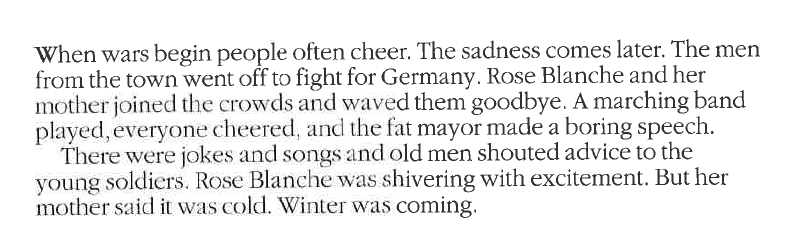 When wars begin people often cheer. The sadness comes later. The men
from the town went off to fight for Germany. Rose Blanche and her
mother joined the crowds and waved them goodbye. A marching band
played, everyone cheered, and the fat mayor made a boring speech.
There were jokes and songs and old men shouted advice to the
young soldiers. Rose Blanche was shivering with excitement. But her
mother said it was cold. Winter was coming.